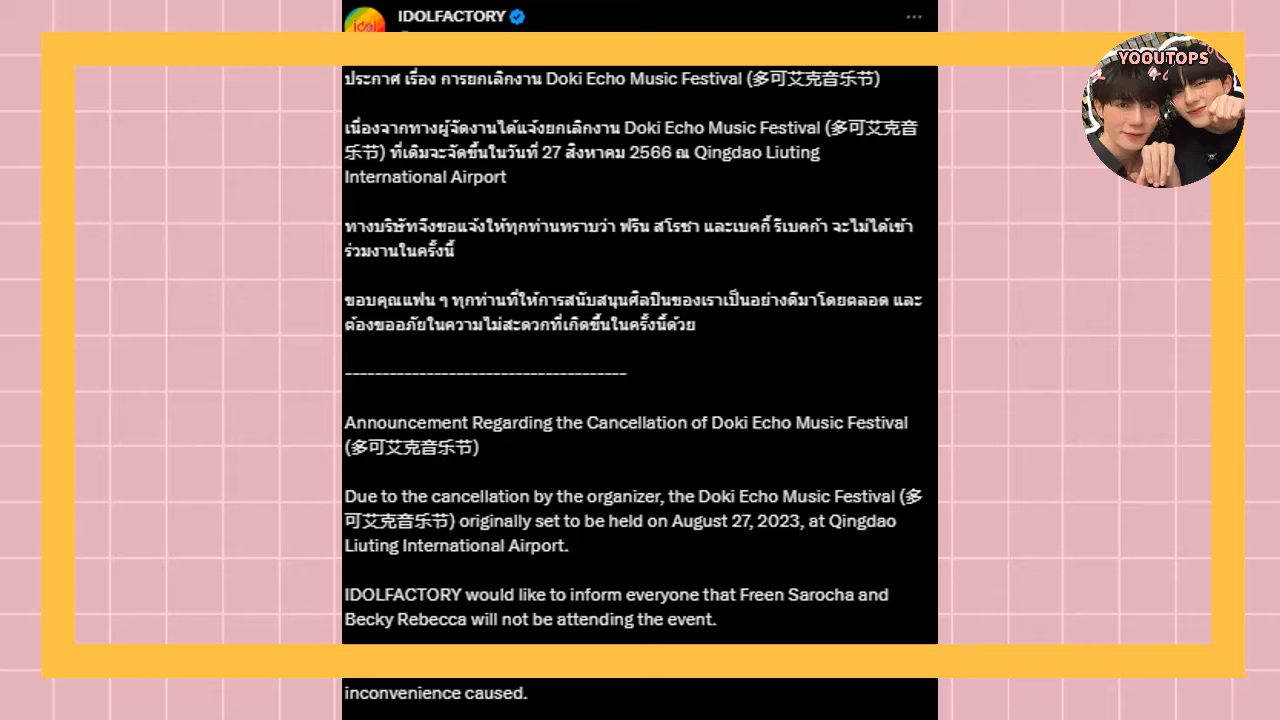 IDOLFACTORY
idol
YOOUTOPS
ประกาศ เรื่อง การยกเลิกงาน Doki Echo Music Festival (多可艾克音乐节)
เนื่องจากทางผู้จัดงานได้แจ้งยกเลิกงาน Doki Echo Music Festival (多可艾克音
乐节) ที่เดิมจะจัดขึ้นในวันที่ 27 สิงหาคม 2566 ณ Qingdao Liuting
International Airport
ทางบริษัทจึงขอแจ้งให้ทุกท่านทราบว่า ฟรีน สโรชา และเบคกี้ รีเบคก้า จะไม่ได้เข้า
ร่วมงานในครั้งนี้
ขอบคุณแฟน ๆ ทุกท่านที่ให้การสนับสนุนศิลปินของเราเป็นอย่างดีมาโดยตลอด และ
ต้องขออภัยในความไม่สะดวกที่เกิดขึ้นในครั้งนี้ด้วย
--------------------------------------
Announcement Regarding the Cancellation of Doki Echo Music Festival
(多可艾克音乐节)
Due to the cancellation by the organizer, the Doki Echo Music Festival (多
可艾克音乐节) originally set to be held on August 27, 2023, at Qingdao
Liuting International Airport.
IDOLFACTORY would like to inform everyone that Freen Sarocha and
Becky Rebecca will not be attending the event.
inconvenience caused.